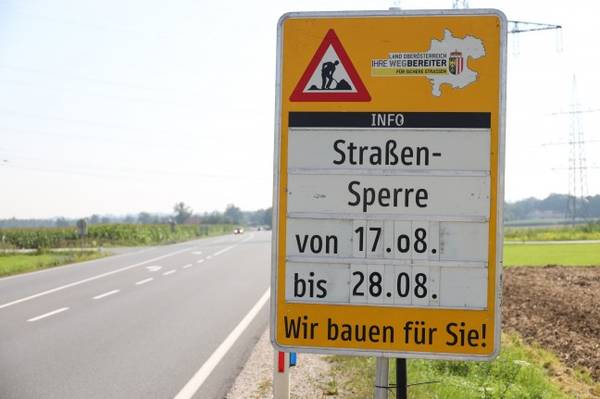 LAND OBERÖSTERREICH
IHRE WEGBEREITER
FÜR SICHERE STRASSEN
INFO
Straßen-
Sperre
von 17.08.
bis 28.08.
Wir bauen für Sie!